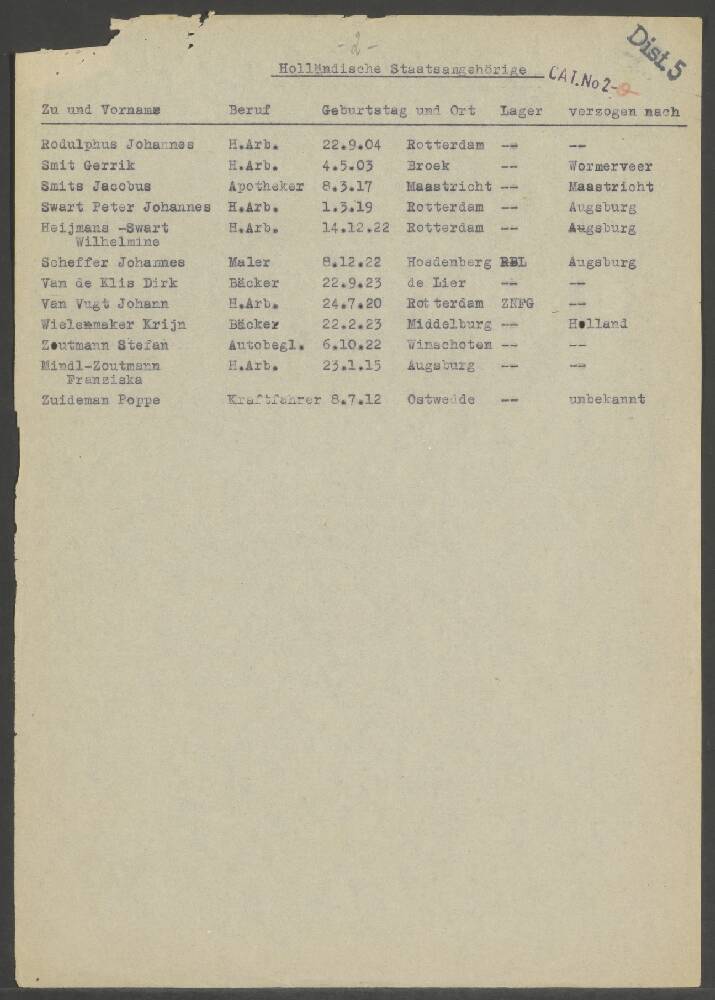 -2-
Dist. 5
Holländische Staatsangehörige CAT. No 2-
Zu und Vorname Beruf Geburtstag und Ort Lager verzogen nach
Rodulphus Johannes H.Arb. 22.9.04 Rotterdam -- --
Smit Gerrik H.Arb. 4.5.03 Broek -- Wormerveer
Smits Jacobus Apotheker 8.3.17 Maastricht -- Maastricht
Swart Peter Johannes H.Arb. 1.3.19 Rotterdam -- Augsburg
Heijmans -Swart H.Arb. 14.12.22 Rotterdam -- Augsburg
Wilhelmine
Scheffer Johannes Maler 8.12.22 Hosdenberg RBL Augsburg
Van de Klis Dirk Bäcker 22.9.23 de Lier -- --
Van Vugt Johann H.Arb. 24.7.20 Rotterdam ZNFG --
Wielenmaker Krijn Bäcker 22.2.23 Middelburg -- Holland
Zoutmann Stefan Autobegl. 6.10.22 Winschoten -- --
Mindl-Zoutmann H.Arb. 23.1.15 Augsburg -- --
Franziska
Zuideman Poppe Kraftfahrer 8.7.12 Ostwedde -- unbekannt